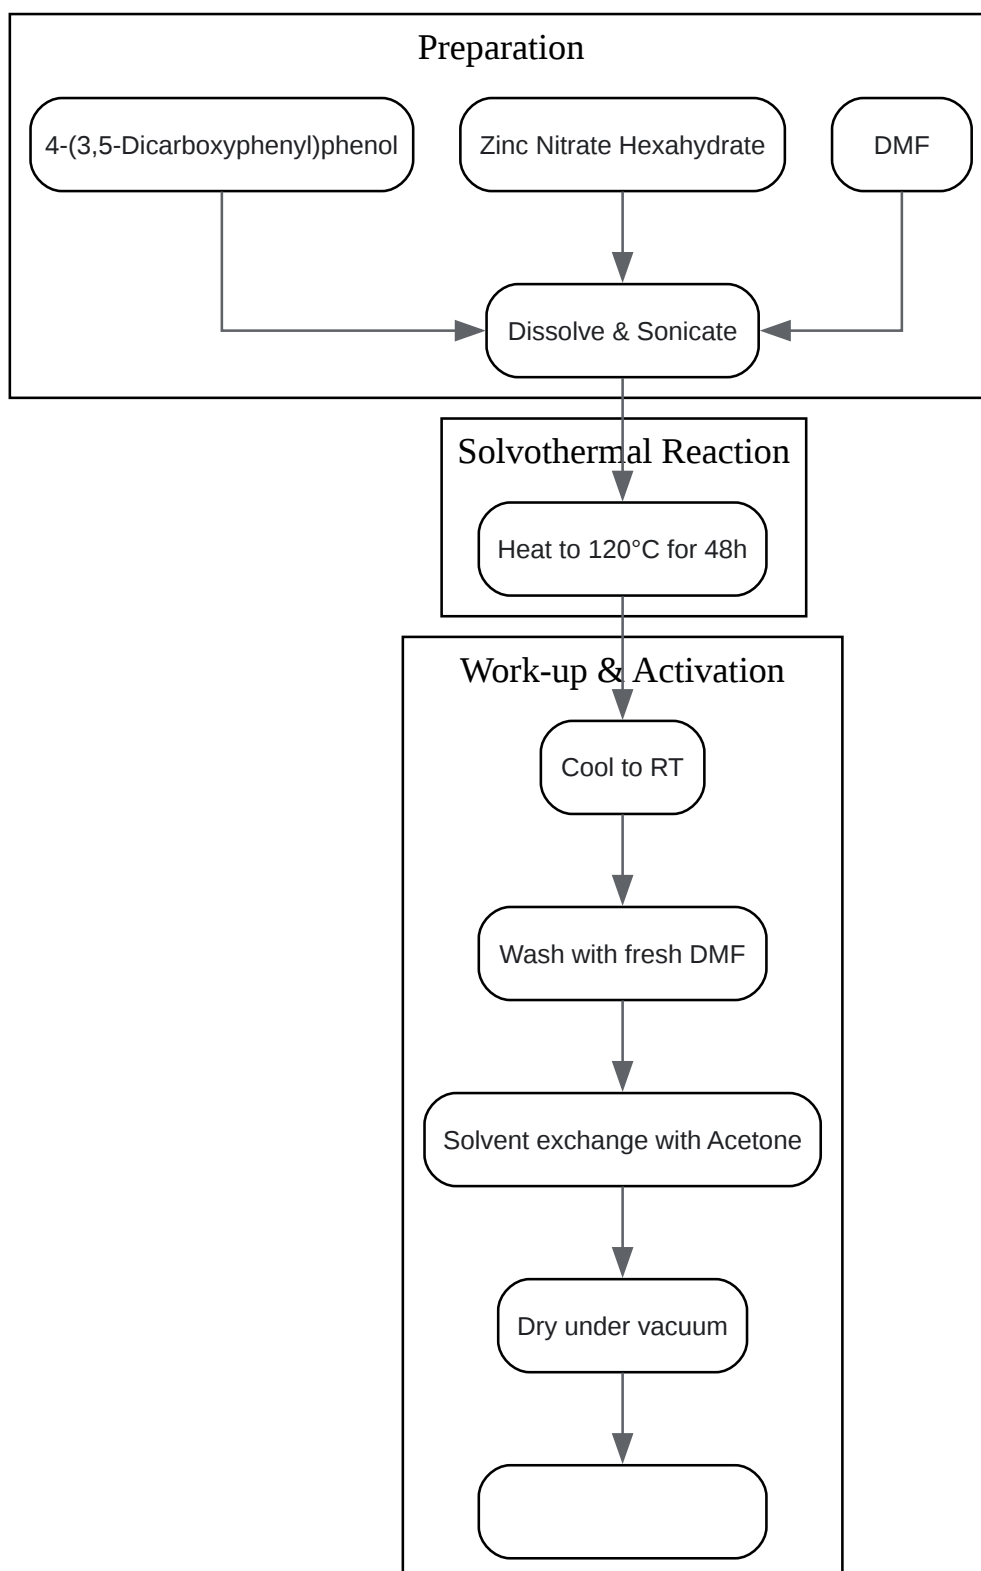 Preparation
4-(3,5-Dicarboxyphenyl)phenol
Zinc Nitrate Hexahydrate
DMF
Dissolve & Sonicate
Solvothermal Reaction
Heat to 120°C for 48h
Work-up & Activation
Cool to RT
Wash with fresh DMF
Solvent exchange with Acetone
Dry under vacuum